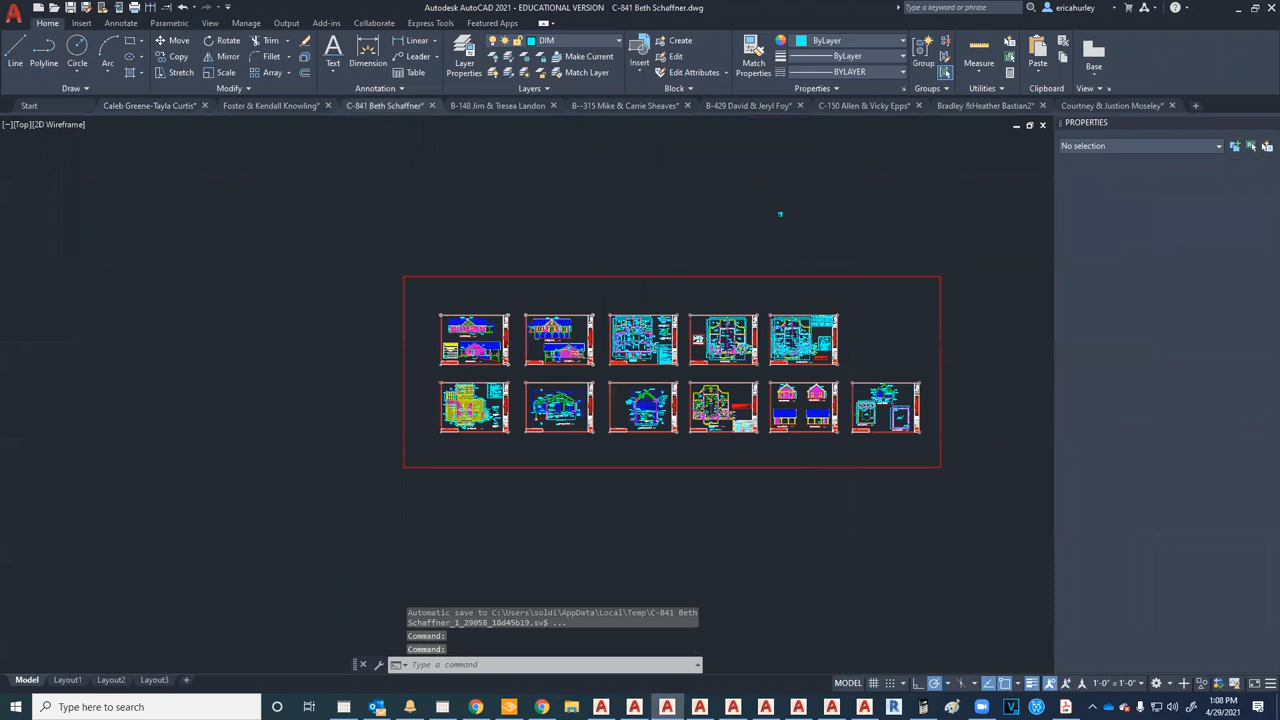 Autodesk AutoCAD 2021 - EDUCATIONAL VERSION C-841 Beth Schaffner.dwg
Type a keyword or phrase
ericahurley
Home Insert Annotate Parametric View Manage Output Add-ins Collaborate Express Tools Featured Apps
Line Polyline Circle Arc
Move Rotate Trim
Copy Mirror Fillet
Stretch Scale Array
Text Dimension
Linear
Leader
Table
Layer Properties
DIM
Make Current
Match Layer
Insert
Create
Edit
Edit Attributes
Match Properties
ByLayer
ByLayer
BYLAYER
Group
Measure
Paste
Base
Draw Modify Annotation Layers Block Properties Groups Utilities Clipboard View
Start Caleb Greene-Tayla Curtis* Foster & Kendall Knowling* C-841 Beth Schaffner* B-148 Jim & Tresea Landon B--315 Mike & Carrie Sheaves* B-429 David & Jeryl Foy* C-150 Allen & Vicky Epps* Bradley &Heather Bastian2* Courtney & Justion Moseley*
[−][Top][2D Wireframe]
PROPERTIES
No selection
Automatic save to C:\Users\soldi\AppData\Local\Temp\C-841 Beth
Schaffner_1_29058_18d45b19.sv$ ...
Command:
Command:
Type a command
Model Layout1 Layout2 Layout3
MODEL
1'-0" = 1'-0"
Type here to search
1:08 PM
4/29/2021